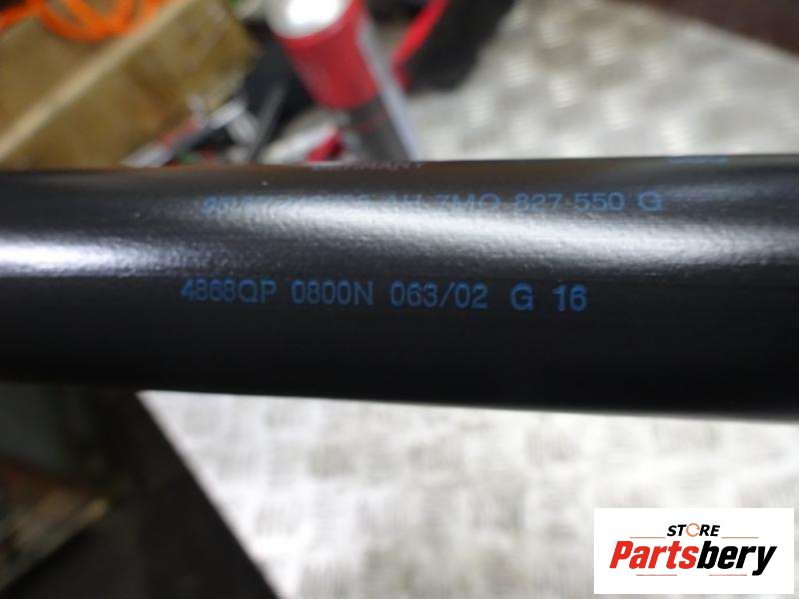 7M0 827 550 G
4868QP 0800N 063/02 G 16
STORE
Partsbery